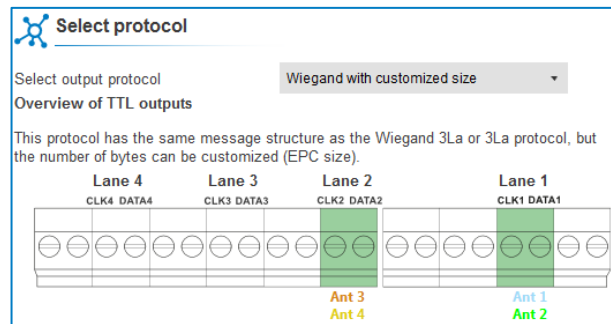 Select protocol
Select output protocol Wiegand with customized size
Overview of TTL outputs
This protocol has the same message structure as the Wiegand 3La or 3La protocol, but
the number of bytes can be customized (EPC size).
Lane 4 Lane 3 Lane 2 Lane 1
CLK4 DATA4 CLK3 DATA3 CLK2 DATA2 CLK1 DATA1
Ant 3 Ant 1
Ant 4 Ant 2